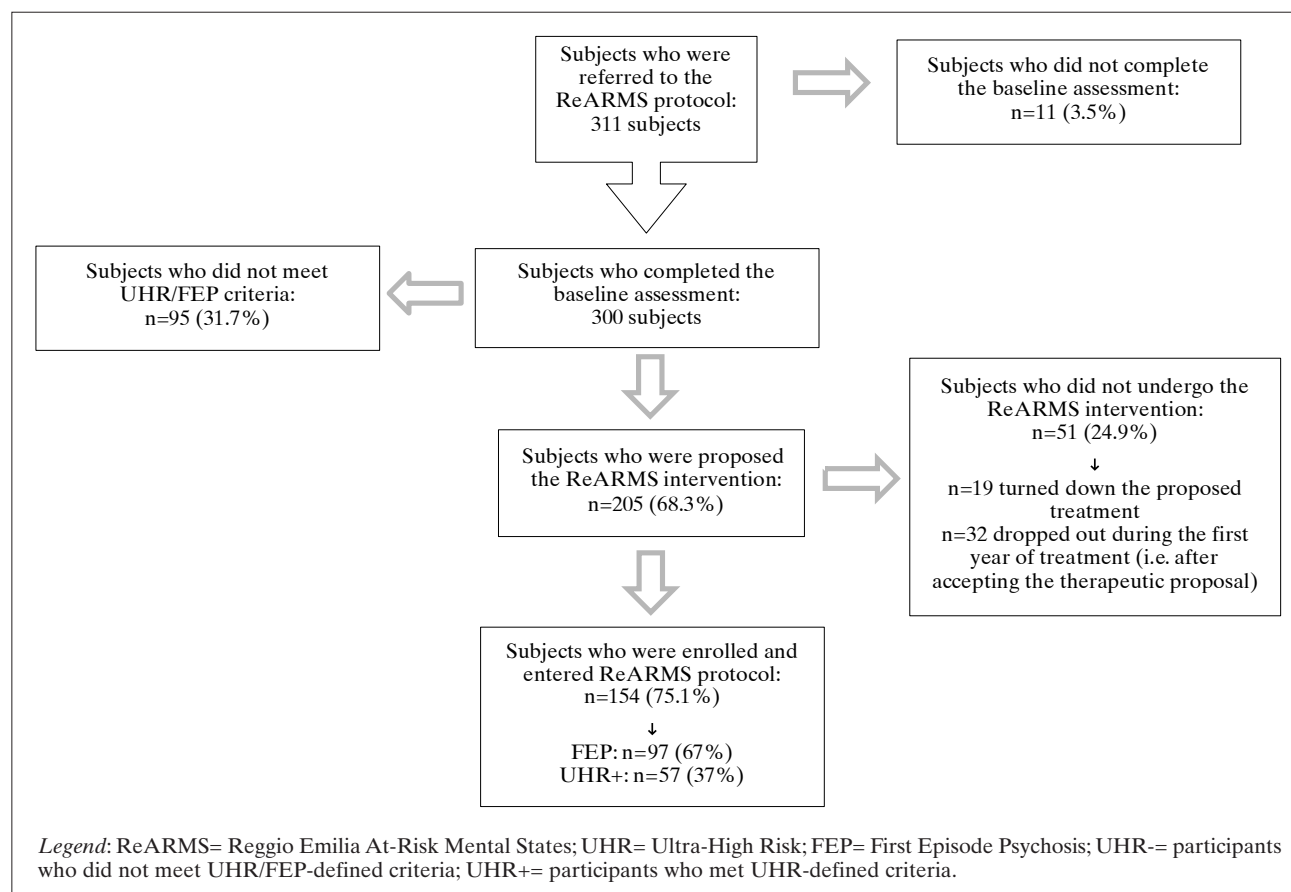 Subjects who were
referred to the
ReARMS protocol:
311 subjects
Subjects who did not complete
the baseline assessment:
n=11 (3.5%)
Subjects who did not meet
UHR/FEP criteria:
n=95 (31.7%)
Subjects who completed the
baseline assessment:
300 subjects
Subjects who were proposed
the ReARMS intervention:
n=205 (68.3%)
Subjects who did not undergo the
ReARMS intervention:
n=51 (24.9%)
↓
n=19 turned down the proposed
treatment
n=32 dropped out during the first
year of treatment (i.e. after
accepting the therapeutic proposal)
Subjects who were enrolled and
entered ReARMS protocol:
n=154 (75.1%)
↓
FEP: n=97 (67%)
UHR+: n=57 (37%)
Legend: ReARMS= Reggio Emilia At-Risk Mental States; UHR= Ultra-High Risk; FEP= First Episode Psychosis; UHR-= participants
who did not meet UHR/FEP-defined criteria; UHR+= participants who met UHR-defined criteria.